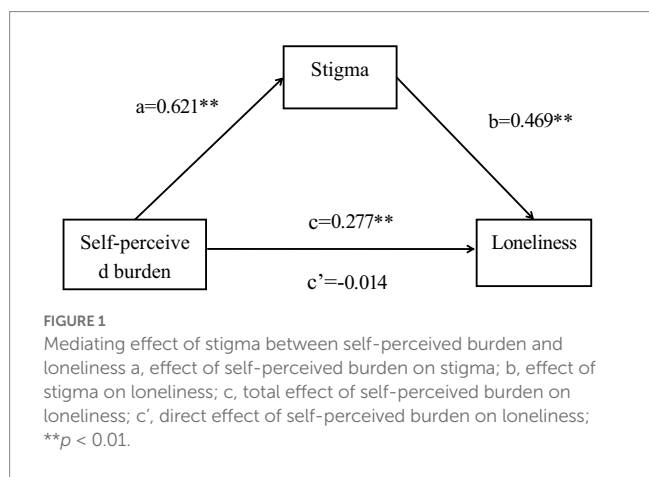 Stigma
a=0.621**
b=0.469**
c=0.277**
Self-perceive
d burden
Loneliness
c’=-0.014
FIGURE 1
Mediating effect of stigma between self-perceived burden and
loneliness a, effect of self-perceived burden on stigma; b, effect of
stigma on loneliness; c, total effect of self-perceived burden on
loneliness; c’, direct effect of self-perceived burden on loneliness;
**p < 0.01.